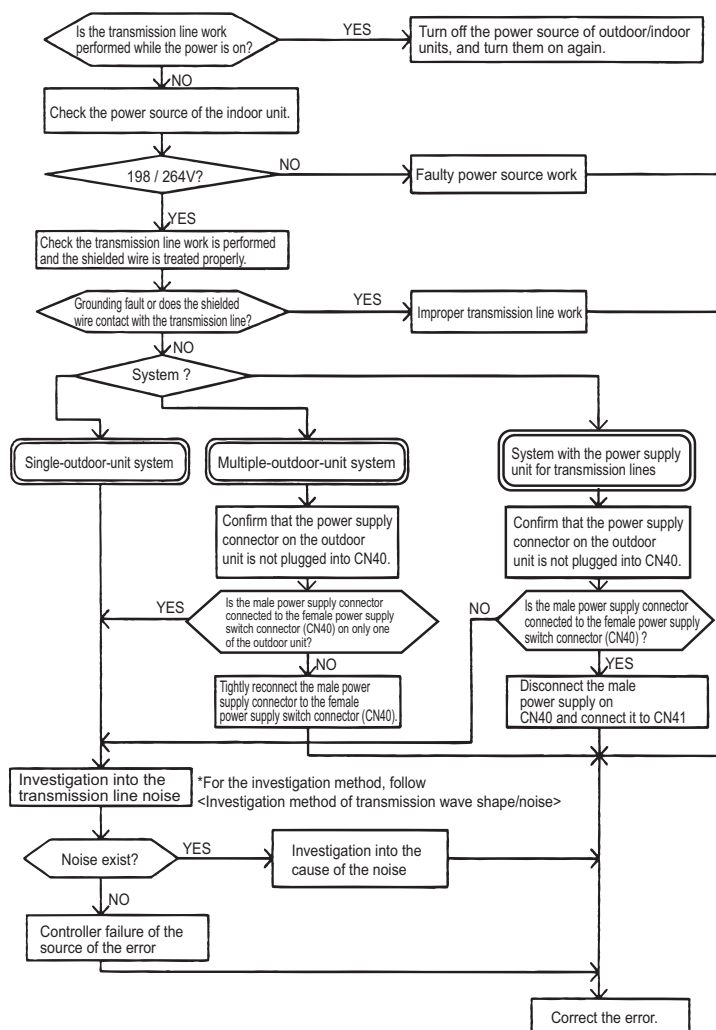 Is the transmission line work
performed while the power is on?
YES
Turn off the power source of outdoor/indoor
units, and turn them on again.
NO
Check the power source of the indoor unit.
198 / 264V?
NO
Faulty power source work
YES
Check the transmission line work is performed
and the shielded wire is treated properly.
Grounding fault or does the shielded
wire contact with the transmission line?
YES
Improper transmission line work
NO
System ?
Single-outdoor-unit system
Multiple-outdoor-unit system
System with the power supply
unit for transmission lines
Confirm that the power supply
connector on the outdoor
unit is not plugged into CN40.
Confirm that the power supply
connector on the outdoor
unit is not plugged into CN40.
YES
Is the male power supply connector
connected to the female power supply
switch connector (CN40) on only one
of the outdoor unit?
NO
Is the male power supply connector
connected to the female power supply
switch connector (CN40) ?
NO
YES
Tightly reconnect the male power
supply connector to the female
power supply switch connector (CN40).
Disconnect the male
power supply on
CN40 and connect it to CN41
Investigation into the
transmission line noise
*For the investigation method, follow
<Investigation method of transmission wave shape/noise>
Noise exist?
YES
Investigation into the
cause of the noise
NO
Controller failure of the
source of the error
Correct the error.